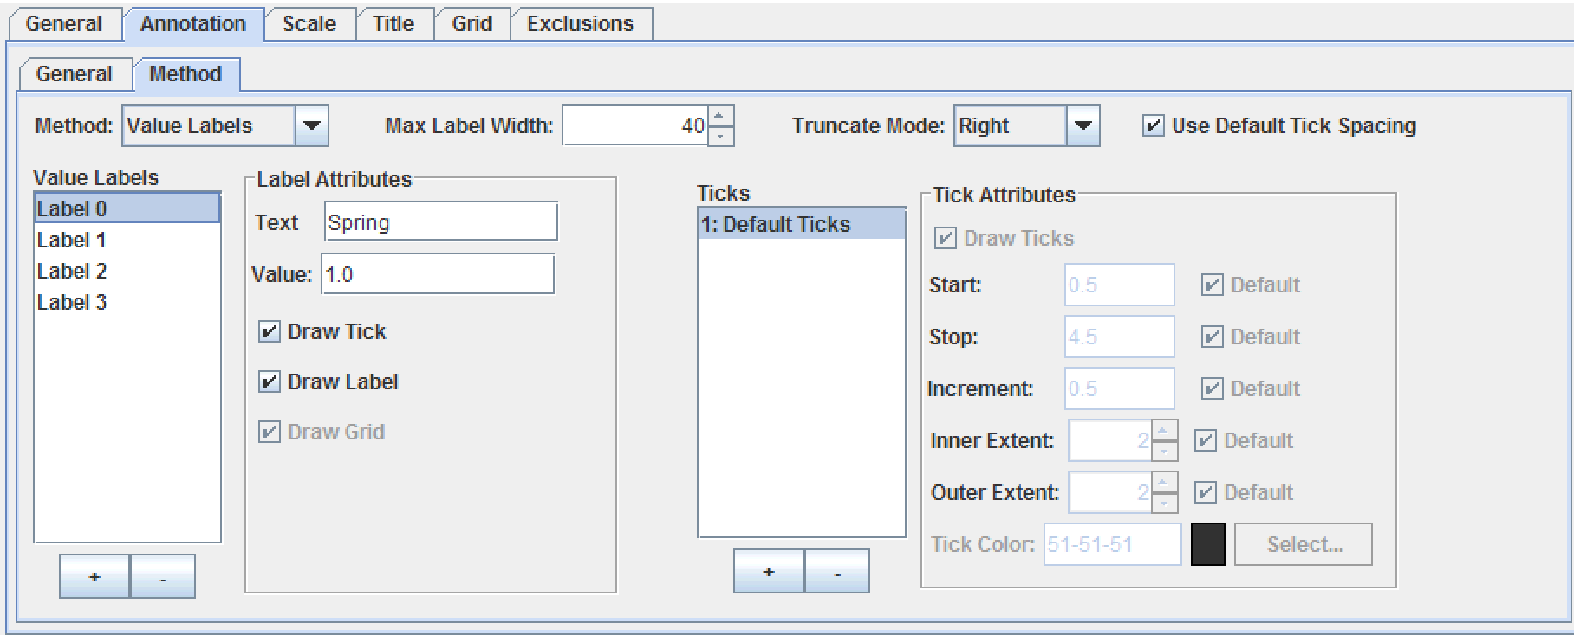 General Annotation Scale Title Grid Exclusions
General Method
Method: Value Labels Max Label Width: 40 Truncate Mode: Right Use Default Tick Spacing
Value Labels
Label 0
Label 1
Label 2
Label 3
+ -
Label Attributes
Text Spring
Value: 1.0
Draw Tick
Draw Label
Draw Grid
Ticks
1: Default Ticks
+ -
Tick Attributes
Draw Ticks
Start: 0.5 Default
Stop: 4.5 Default
Increment: 0.5 Default
Inner Extent: 2 Default
Outer Extent: 2 Default
Tick Color: 51-51-51 Select...